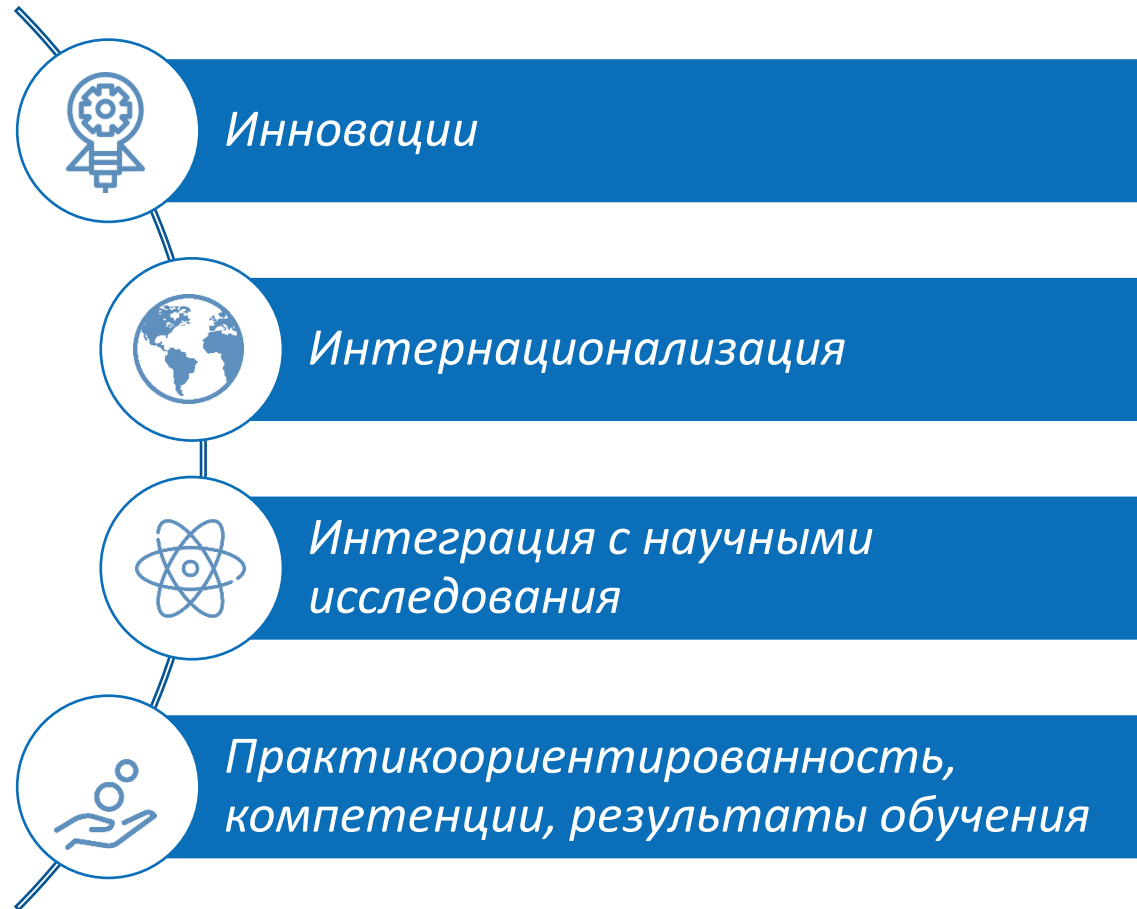 Инновации
Интернационализация
Интеграция с научными
исследования
Практикоориентированность,
компетенции, результаты обучения